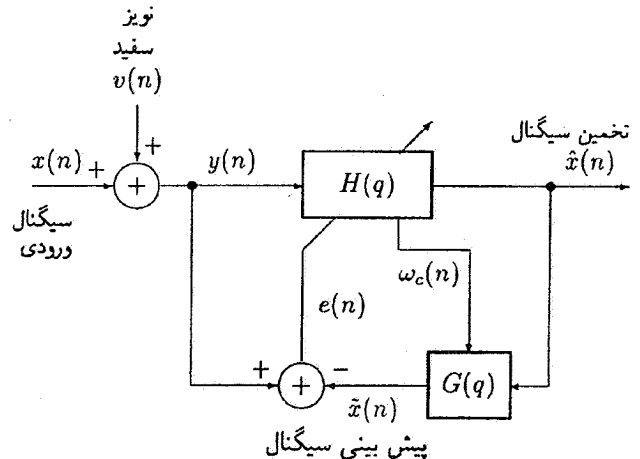 نویز
سفید
v(n)
+
x(n) +
+
y(n)
H(q)
تخمین سیگنال
x̂(n)
سیگنال
ورودی
ω_c(n)
e(n)
+
+
−
G(q)
x̃(n)
پیش بینی سیگنال